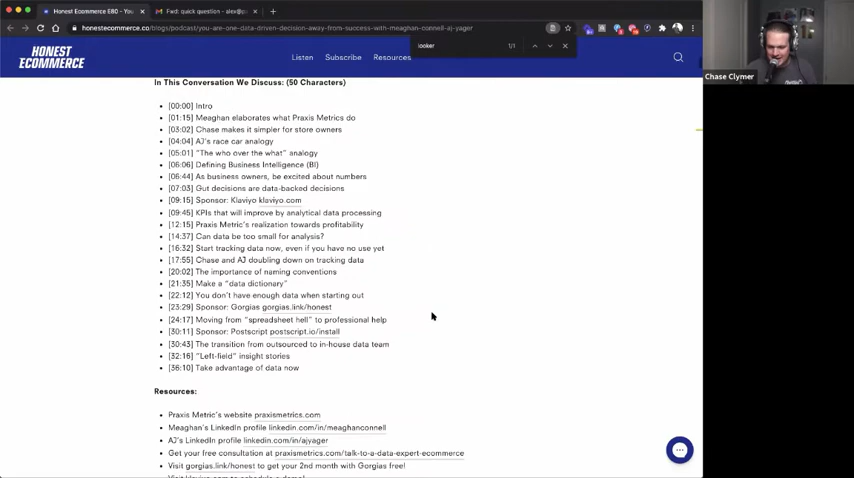 Honest Ecommerce E80 - You
Fwd: quick question - alex@p
honestecommerce.co/blogs/podcast/you-are-one-data-driven-decision-away-from-success-with-meaghan-connell-aj-yager
looker
1/1
HONEST
ECOMMERCE
Listen
Subscribe
Resources
Chase Clymer
In This Conversation We Discuss: (50 Characters)
[00:00] Intro
[01:15] Meaghan elaborates what Praxis Metrics do
[03:02] Chase makes it simpler for store owners
[04:04] AJ's race car analogy
[05:01] "The who over the what" analogy
[06:06] Defining Business Intelligence (BI)
[06:44] As business owners, be excited about numbers
[07:03] Gut decisions are data-backed decisions
[09:15] Sponsor: Klaviyo klaviyo.com
[09:45] KPIs that will improve by analytical data processing
[12:15] Praxis Metric's realization towards profitability
[14:37] Can data be too small for analysis?
[16:32] Start tracking data now, even if you have no use yet
[17:55] Chase and AJ doubling down on tracking data
[20:02] The importance of naming conventions
[21:35] Make a "data dictionary"
[22:12] You don't have enough data when starting out
[23:29] Sponsor: Gorgias gorgias.link/honest
[24:17] Moving from "spreadsheet hell" to professional help
[30:11] Sponsor: Postscript postscript.io/install
[30:43] The transition from outsourced to in-house data team
[32:16] "Left-field" insight stories
[36:10] Take advantage of data now
Resources:
Praxis Metric's website praxismetrics.com
Meaghan's LinkedIn profile linkedin.com/in/meaghanconnell
AJ's LinkedIn profile linkedin.com/in/ajyager
Get your free consultation at praxismetrics.com/talk-to-a-data-expert-ecommerce
Visit gorgias.link/honest to get your 2nd month with Gorgias free!
Visit klaviyo.com to schedule a demo!